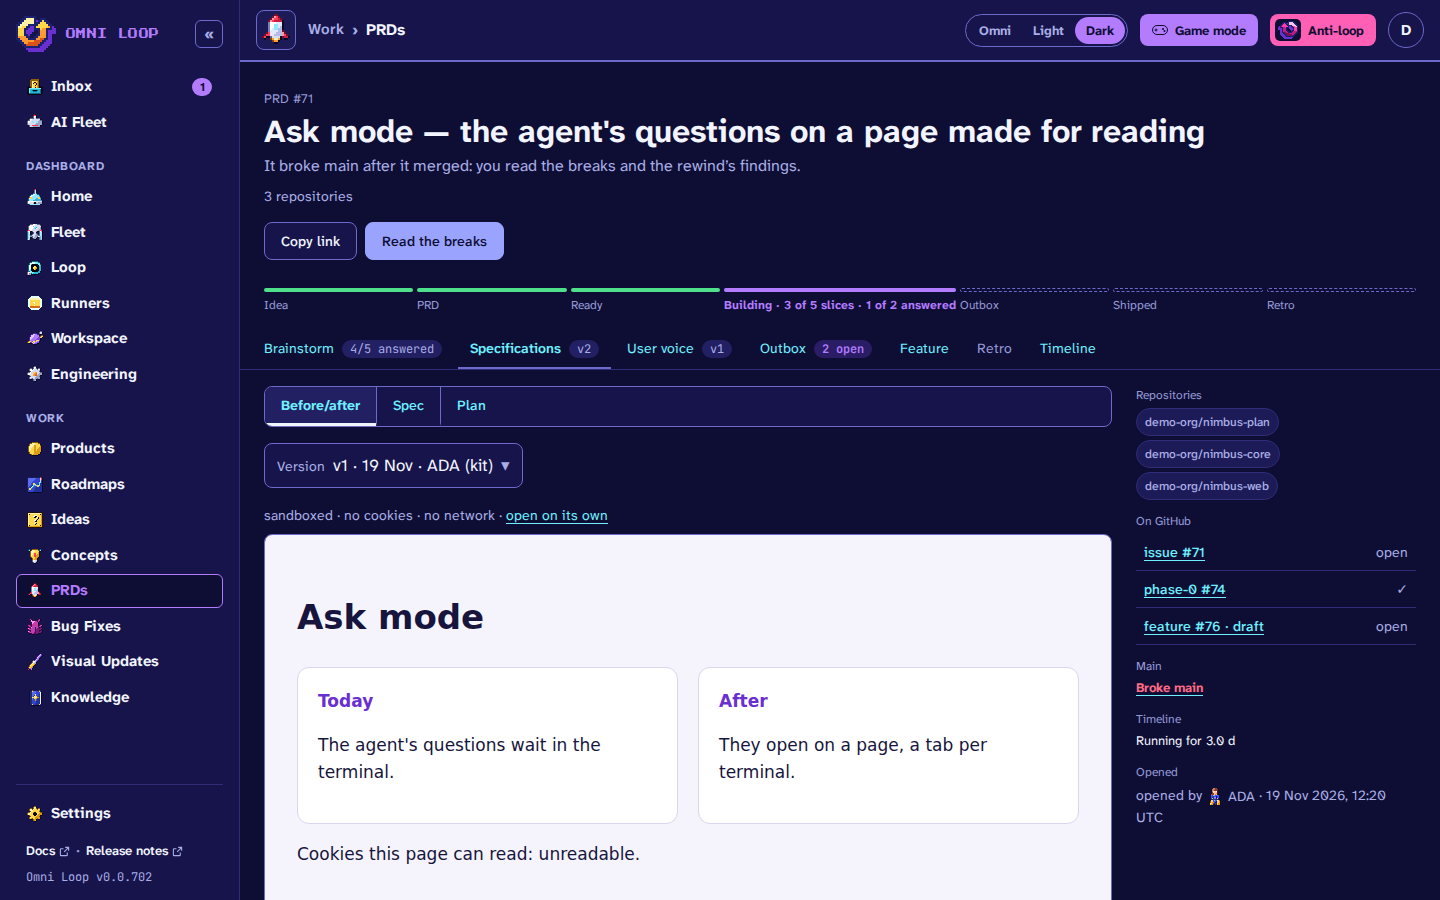 OMNI LOOP
«
Work › PRDs
Omni
Light
Dark
Game mode
Anti-loop
D
Inbox
1
AI Fleet
DASHBOARD
Home
Fleet
Loop
Runners
Workspace
Engineering
WORK
Products
Roadmaps
Ideas
Concepts
PRDs
Bug Fixes
Visual Updates
Knowledge
Settings
Docs · Release notes
Omni Loop v0.0.702
PRD #71
Ask mode — the agent's questions on a page made for reading
It broke main after it merged: you read the breaks and the rewind's findings.
3 repositories
Copy link
Read the breaks
Idea
PRD
Ready
Building · 3 of 5 slices · 1 of 2 answered
Outbox
Shipped
Retro
Brainstorm 4/5 answered
Specifications v2
User voice v1
Outbox 2 open
Feature
Retro
Timeline
Before/after
Spec
Plan
Version v1 · 19 Nov · ADA (kit) ▼
sandboxed · no cookies · no network · open on its own
Ask mode
Today
The agent's questions wait in the
terminal.
After
They open on a page, a tab per
terminal.
Cookies this page can read: unreadable.
Repositories
demo-org/nimbus-plan
demo-org/nimbus-core
demo-org/nimbus-web
On GitHub
issue #71 open
phase-0 #74 ✓
feature #76 · draft open
Main
Broke main
Timeline
Running for 3.0 d
Opened
opened by ADA · 19 Nov 2026, 12:20
UTC